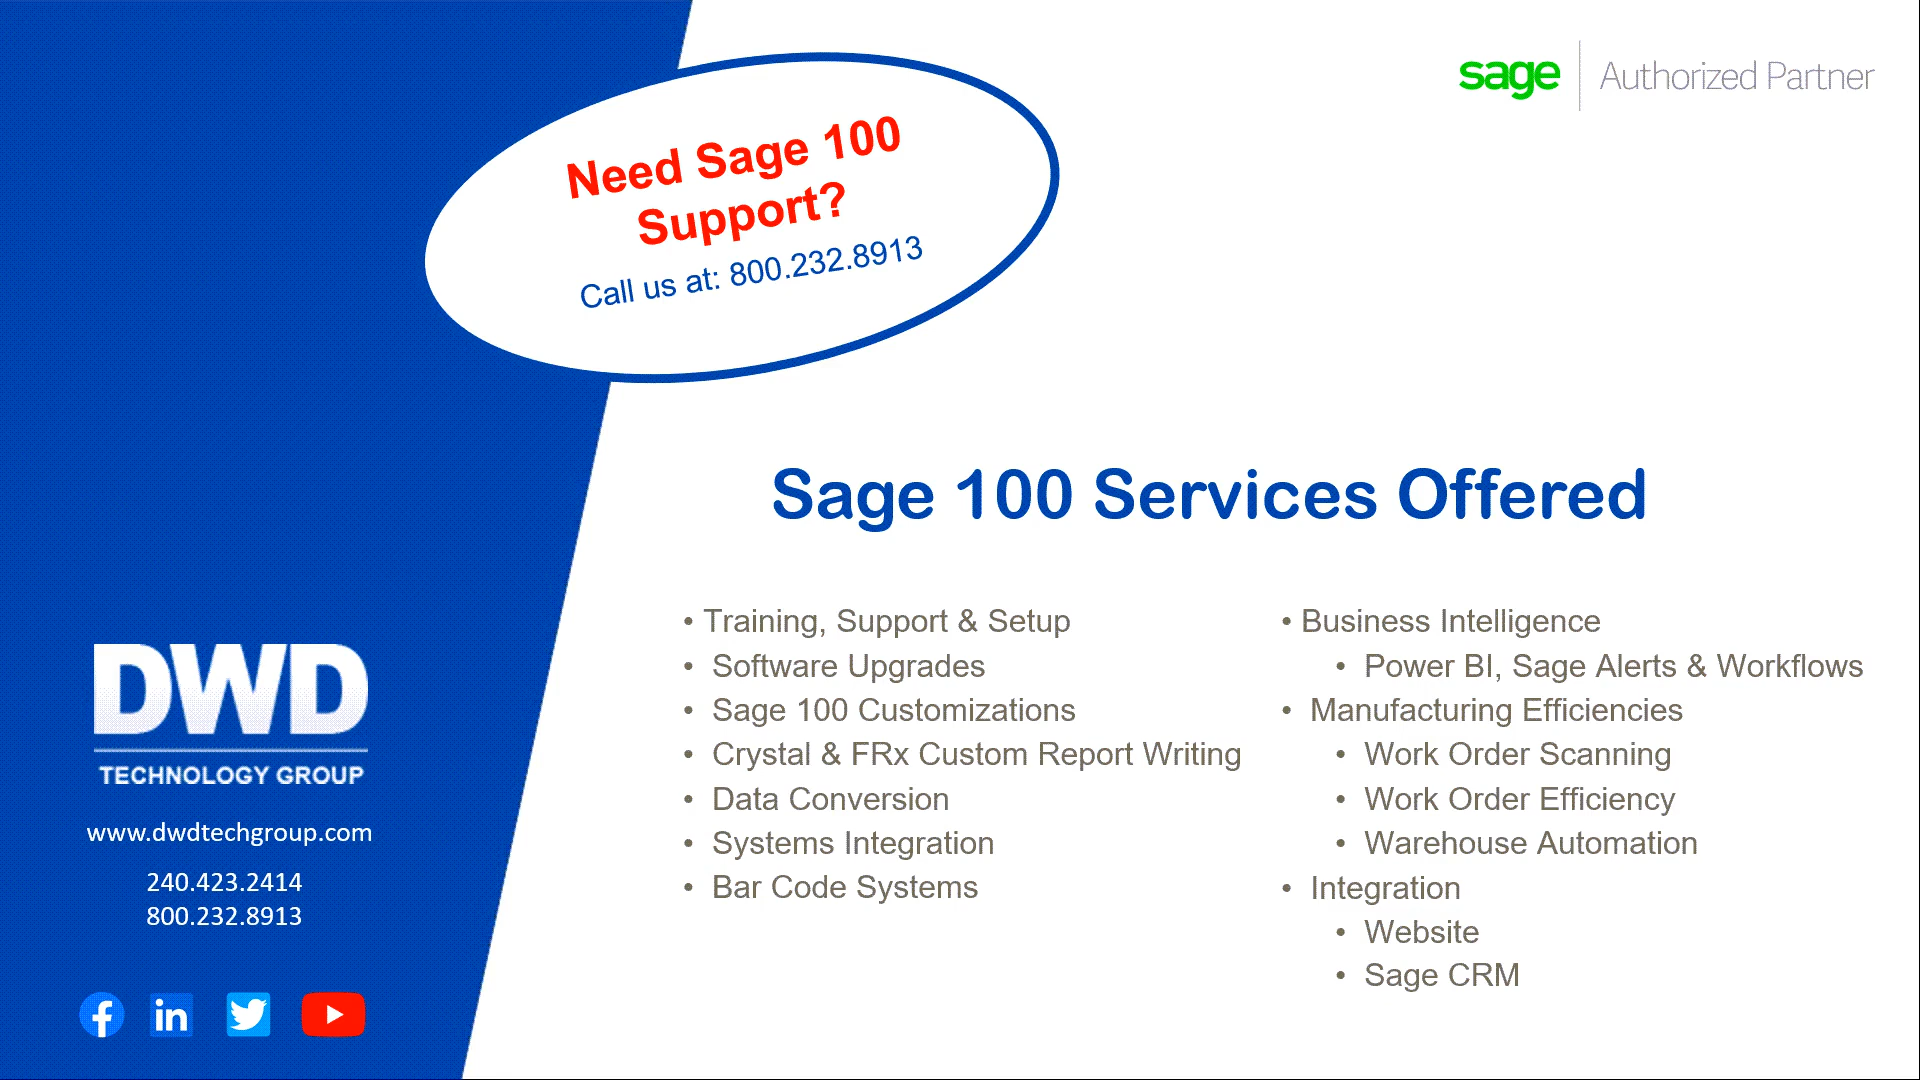 sage | Authorized Partner
Need Sage 100
Support?
Call us at: 800.232.8913
Sage 100 Services Offered
• Training, Support & Setup
• Software Upgrades
• Sage 100 Customizations
• Crystal & FRx Custom Report Writing
• Data Conversion
• Systems Integration
• Bar Code Systems
• Business Intelligence
• Power BI, Sage Alerts & Workflows
• Manufacturing Efficiencies
• Work Order Scanning
• Work Order Efficiency
• Warehouse Automation
• Integration
• Website
• Sage CRM
DWD
TECHNOLOGY GROUP
www.dwdtechgroup.com
240.423.2414
800.232.8913
f in